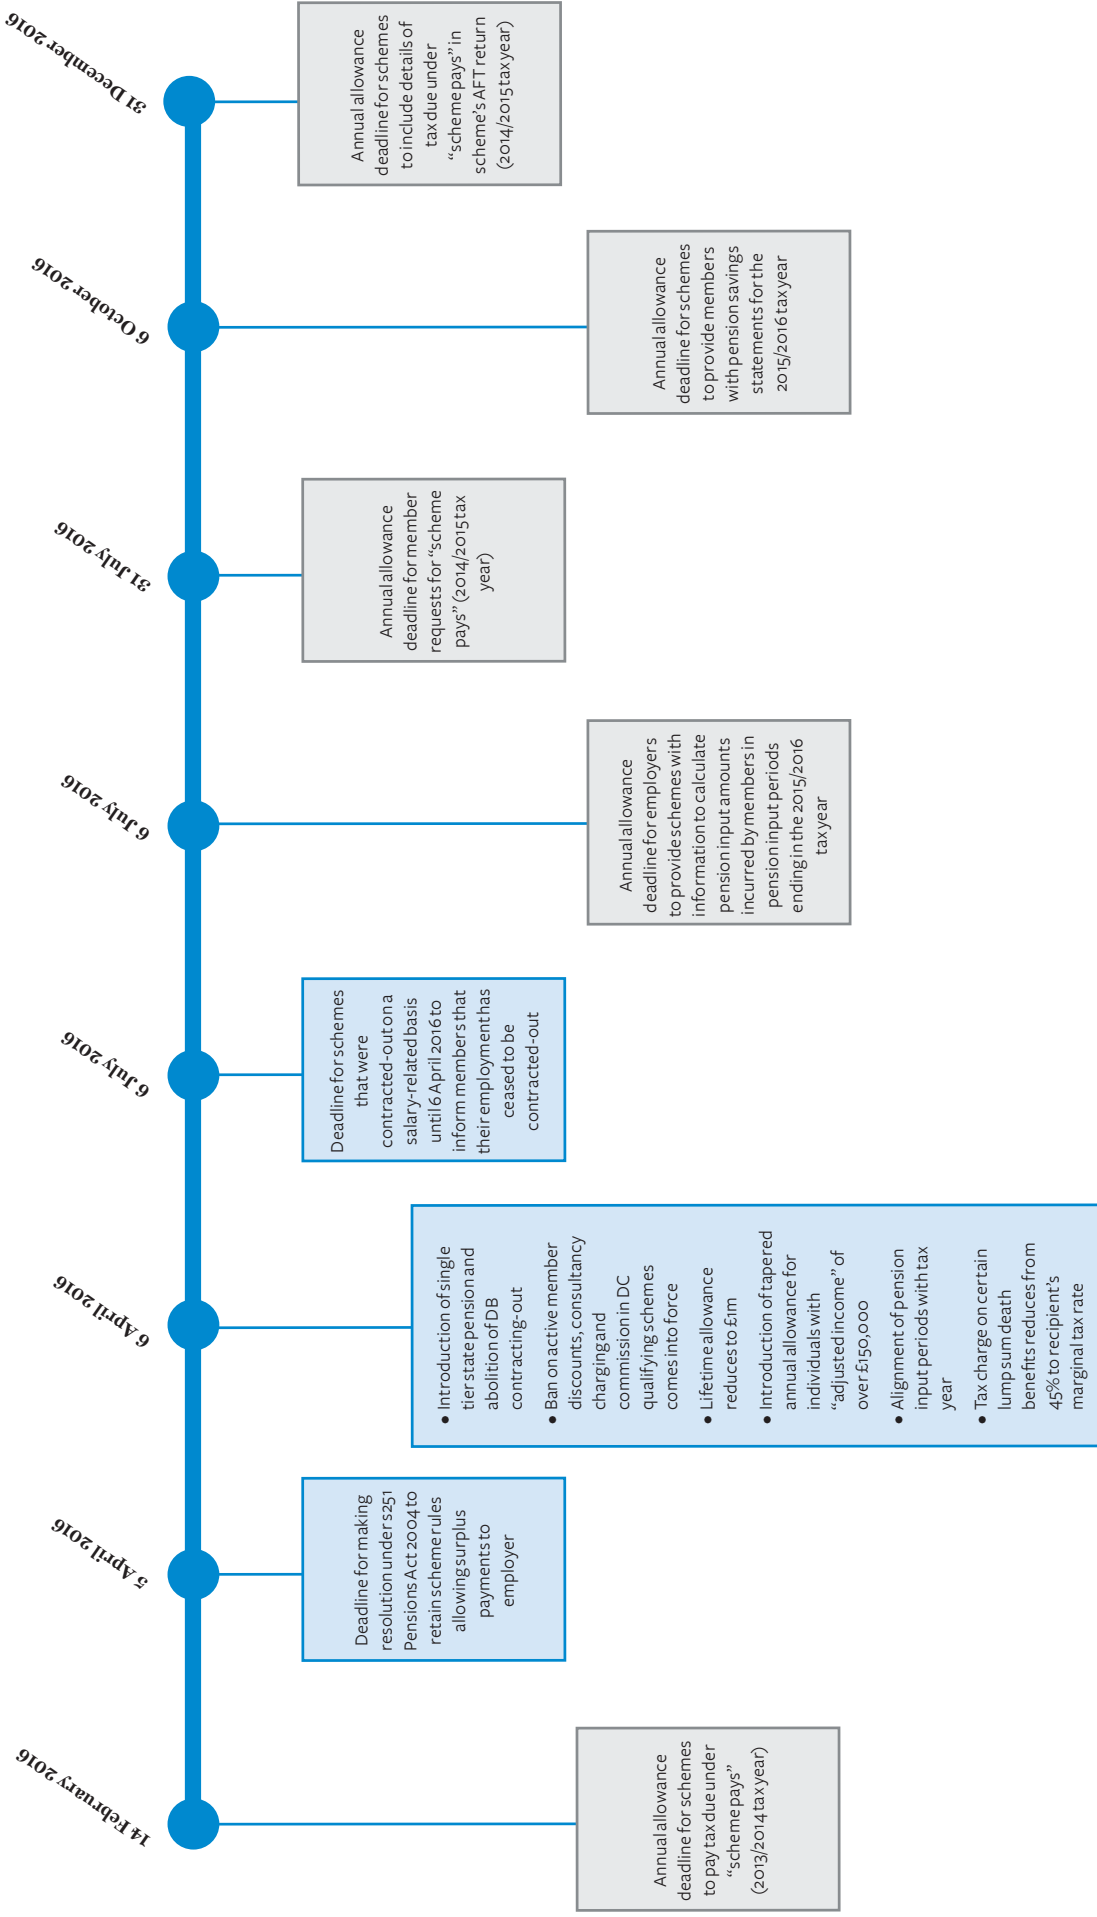 14 February 2016
Annual allowance
deadline for schemes
to pay tax due under
“scheme pays”
(2013/2014 tax year)
5 April 2016
Deadline for making
resolution under s251
Pensions Act 2004 to
retain scheme rules
allowing surplus
payments to
employer
6 April 2016
• Introduction of single
tier state pension and
abolition of DB
contracting-out
• Ban on active member
discounts, consultancy
charging and
commission in DC
qualifying schemes
comes into force
• Lifetime allowance
reduces to £1m
• Introduction of tapered
annual allowance for
individuals with
“adjusted income” of
over £150,000
• Alignment of pension
input periods with tax
year
• Tax charge on certain
lump sum death
benefits reduces from
45% to recipient’s
marginal tax rate
6 July 2016
Deadline for schemes
that were
contracted-out on a
salary-related basis
until 6 April 2016 to
inform members that
their employment has
ceased to be
contracted-out
6 July 2016
Annual allowance
deadline for employers
to provide schemes with
information to calculate
pension input amounts
incurred by members in
pension input periods
ending in the 2015/2016
tax year
31 July 2016
Annual allowance
deadline for member
requests for “scheme
pays” (2014/2015 tax
year)
6 October 2016
Annual allowance
deadline for schemes
to provide members
with pension savings
statements for the
2015/2016 tax year
31 December 2016
Annual allowance
deadline for schemes
to include details of
tax due under
“scheme pays” in
scheme’s AFT return
(2014/2015 tax year)